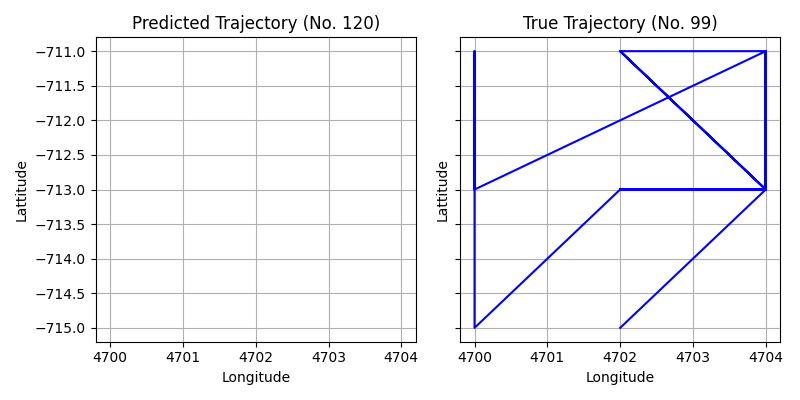 Predicted Trajectory (No. 120)
True Trajectory (No. 99)
−711.0
−711.5
−712.0
−712.5
−713.0
−713.5
−714.0
−714.5
−715.0
Lattitude
Lattitude
4700 4701 4702 4703 4704
4700 4701 4702 4703 4704
Longitude
Longitude